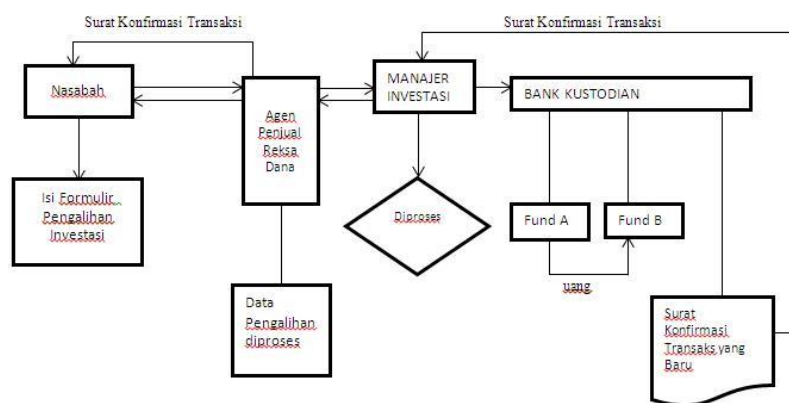 Surat Konfirmasi Transaksi
Surat Konfirmasi Transaksi
Nasabah
Agen
Penjual
Reksa
Dana
MANAJER
INVESTASI
BANK KUSTODIAN
Isi Formulir
Pengalihan
Investasi
Diproses
Fund A
Fund B
uang
Data
Pengalihan
diproses
Surat
Konfirmasi
Transaks yang
Baru